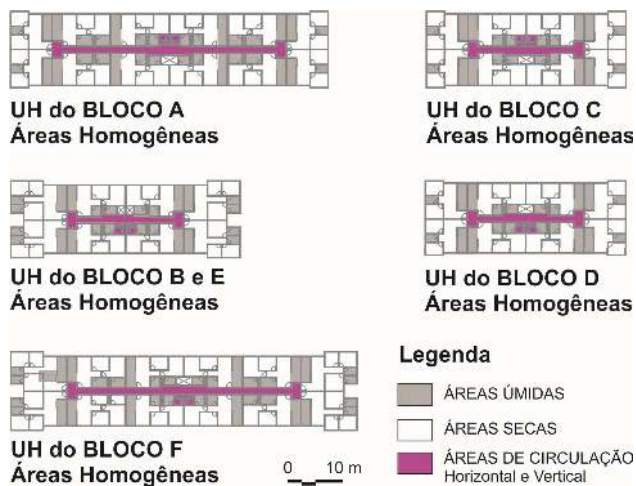 UH do BLOCO A
Áreas Homogêneas
UH do BLOCO C
Áreas Homogêneas
UH do BLOCO B e E
Áreas Homogêneas
UH do BLOCO D
Áreas Homogêneas
UH do BLOCO F
Áreas Homogêneas
0 10 m
Legenda
ÁREAS ÚMIDAS
ÁREAS SECAS
ÁREAS DE CIRCULAÇÃO
Horizontal e Vertical